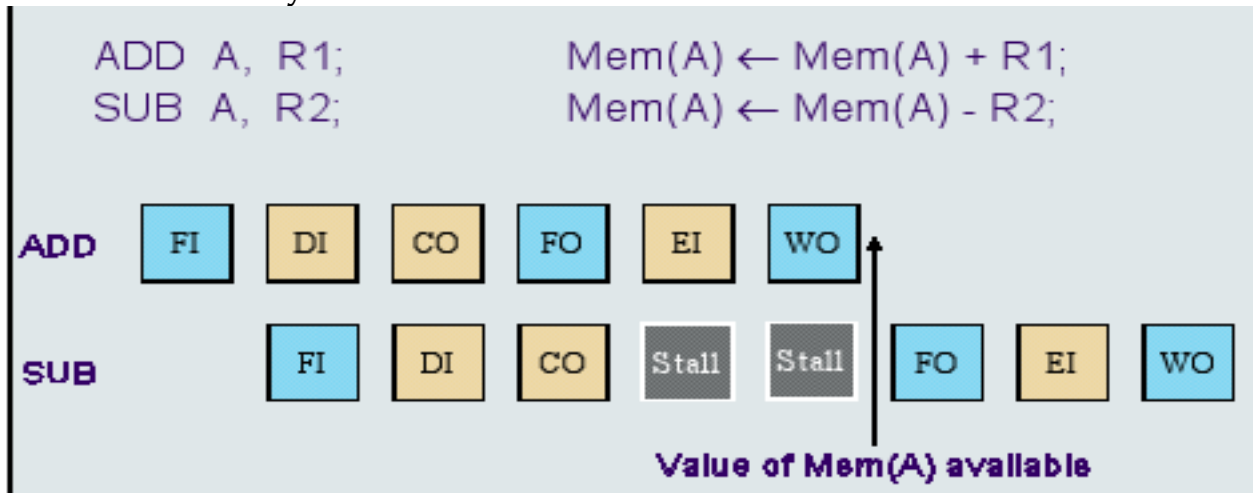 ADD A, R1; Mem(A) ← Mem(A) + R1;
SUB A, R2; Mem(A) ← Mem(A) - R2;
ADD FI DI CO FO EI WO
SUB FI DI CO Stall Stall FO EI WO
Value of Mem(A) available